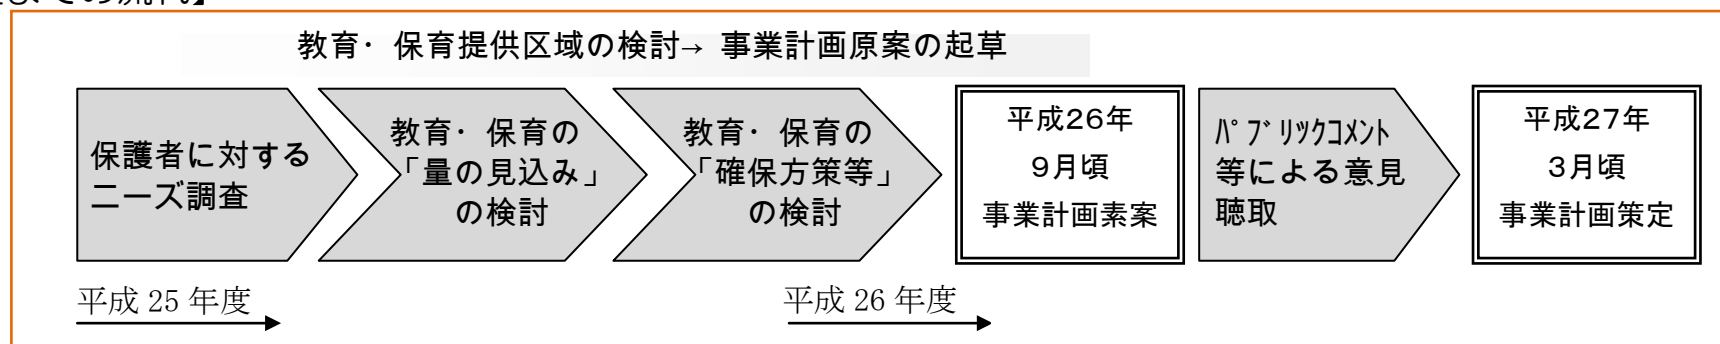 教育・保育提供区域の検討→ 事業計画原案の起草
保護者に対する
ニーズ調査
教育・保育の
「量の見込み」
の検討
教育・保育の
「確保方策等」
の検討
平成26年
9月頃
事業計画素案
ﾊﾟﾌﾞﾘｯｸｺﾒﾝﾄ
等による意見
聴取
平成27年
3月頃
事業計画策定
平成 25 年度
平成 26 年度